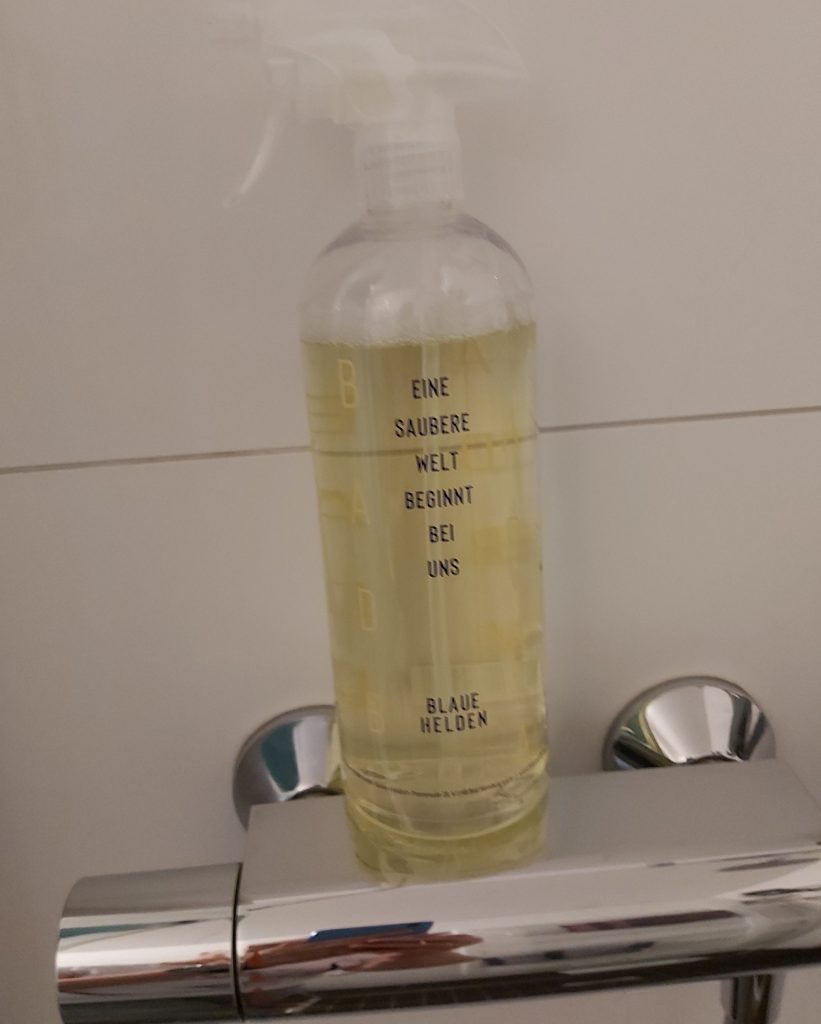 EINE
SAUBERE
WELT
BEGINNT
BEI
UNS
BLAUE
HELDEN
B
A
D